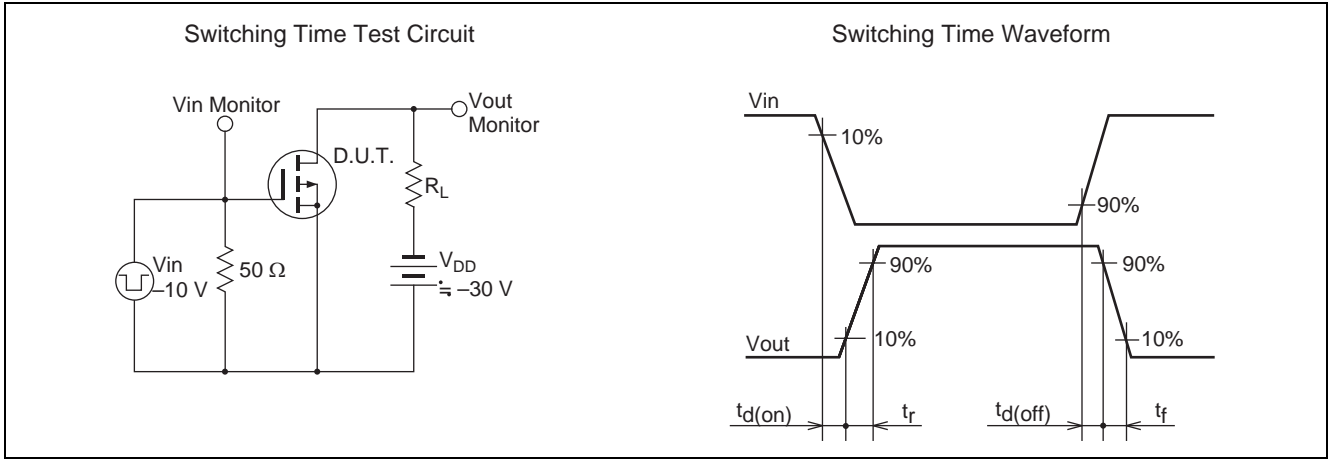 Switching Time Test Circuit
Vin Monitor
Vout
Monitor
D.U.T.
RL
Vin
–10 V
50 Ω
VDD
≒ –30 V
Switching Time Waveform
Vin
10%
90%
90%
90%
Vout
10%
10%
td(on)
tr
td(off)
tf